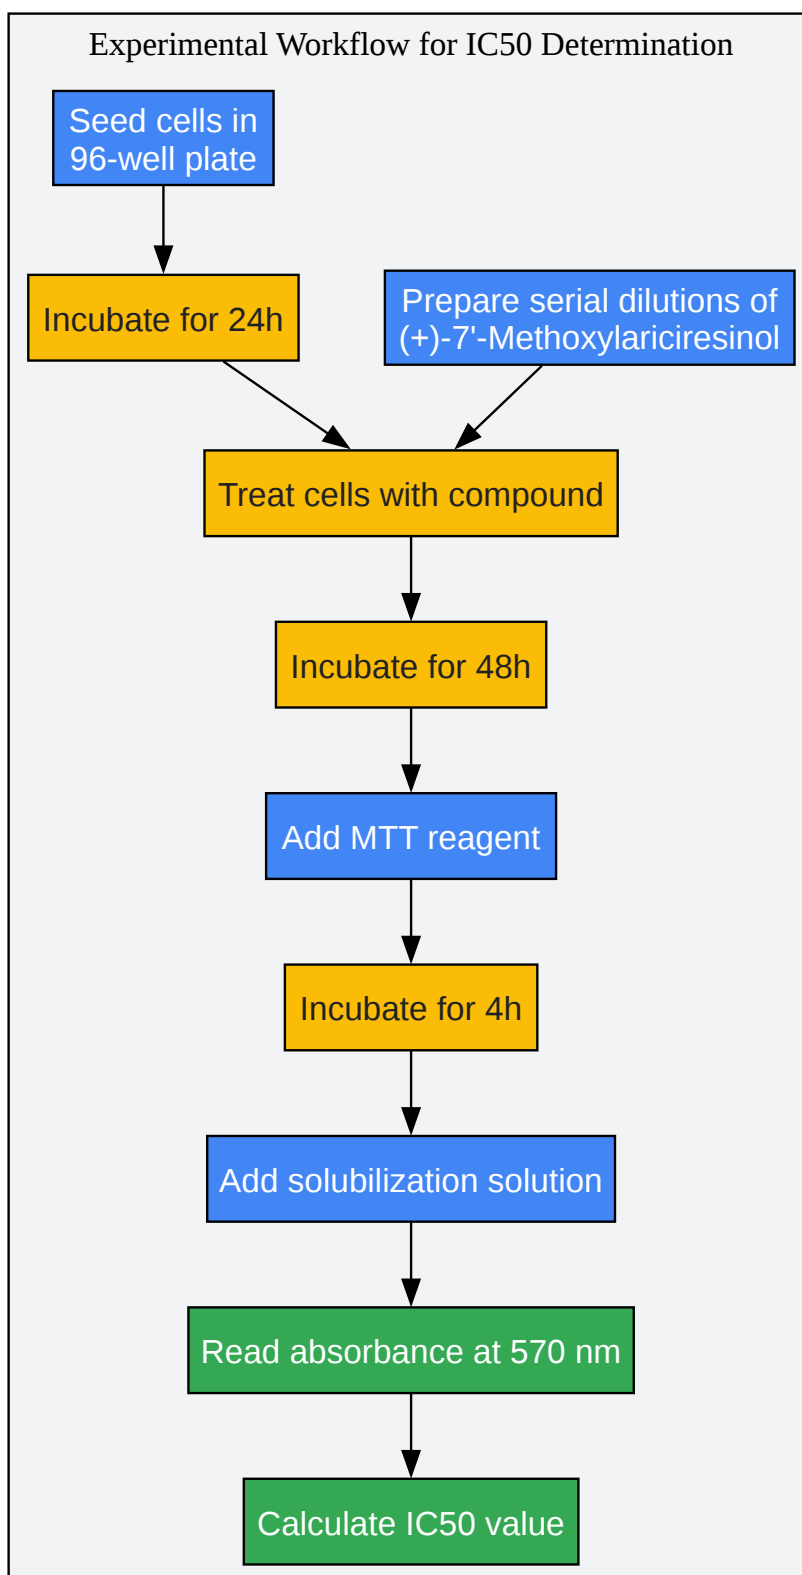 Experimental Workflow for IC50 Determination
Seed cells in
96-well plate
Incubate for 24h
Prepare serial dilutions of
(+)-7'-Methoxylariciresinol
Treat cells with compound
Incubate for 48h
Add MTT reagent
Incubate for 4h
Add solubilization solution
Read absorbance at 570 nm
Calculate IC50 value